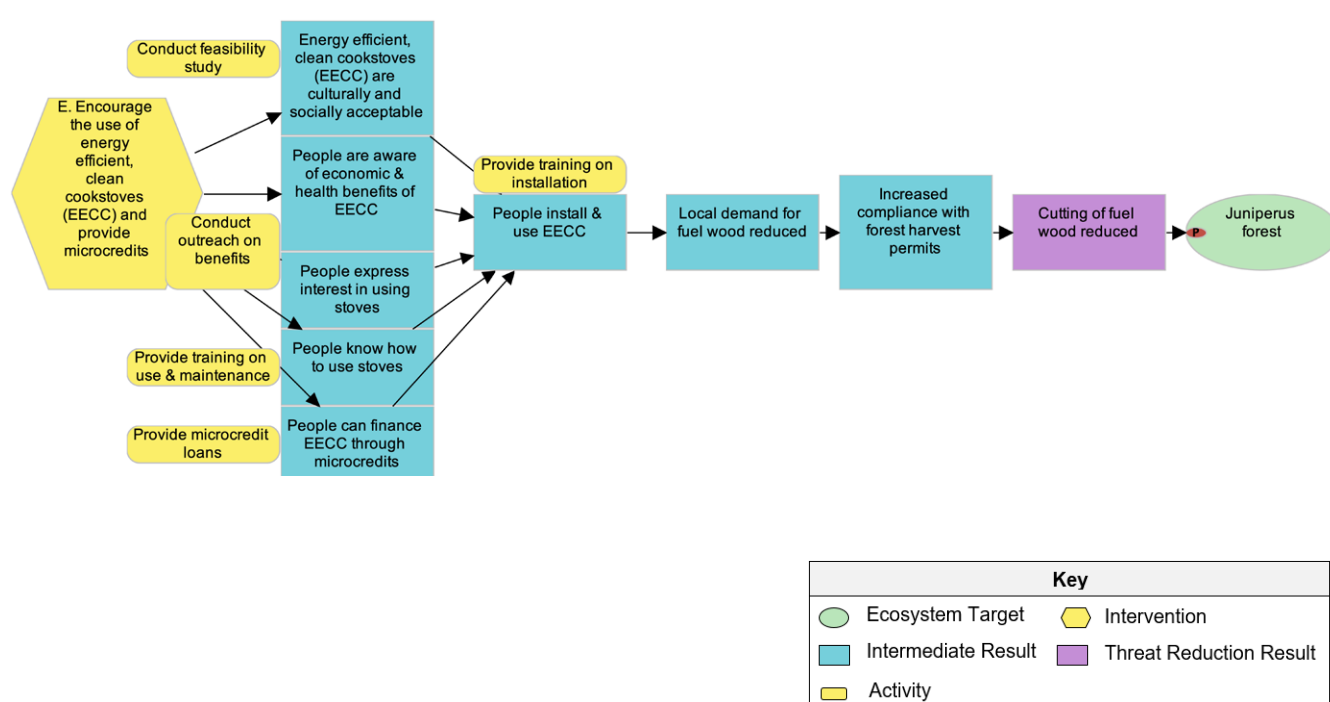 Conduct feasibility
study
Energy efficient,
clean cookstoves
(EECC) are
culturally and
socially acceptable
E. Encourage
the use of
energy
efficient,
clean
cookstoves
(EECC) and
provide
microcredits
People are aware
of economic &
health benefits of
EECC
Conduct
outreach on
benefits
People express
interest in using
stoves
Provide training on
use & maintenance
People know how
to use stoves
Provide microcredit
loans
People can finance
EECC through
microcredits
Provide training on
installation
People install &
use EECC
Local demand for
fuel wood reduced
Increased
compliance with
forest harvest
permits
Cutting of fuel
wood reduced
P
Juniperus
forest
Key
Ecosystem Target
Intervention
Intermediate Result
Threat Reduction Result
Activity